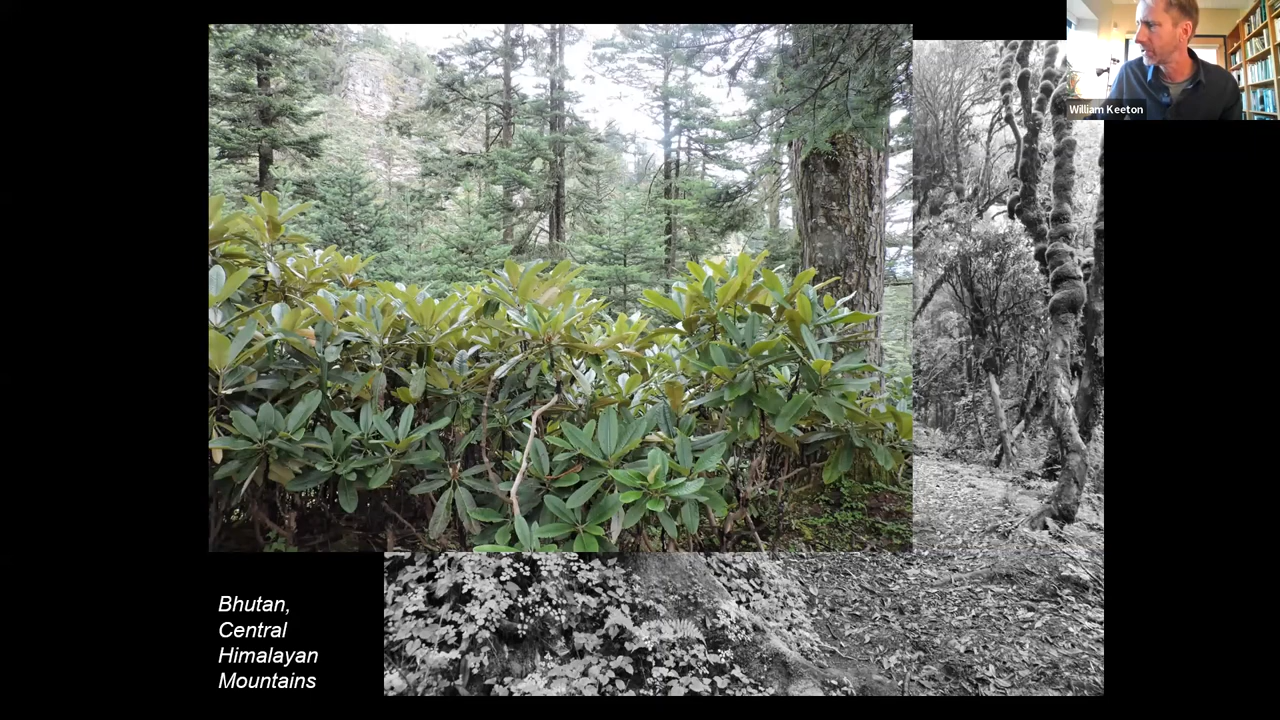 William Keeton
Bhutan,
Central
Himalayan
Mountains